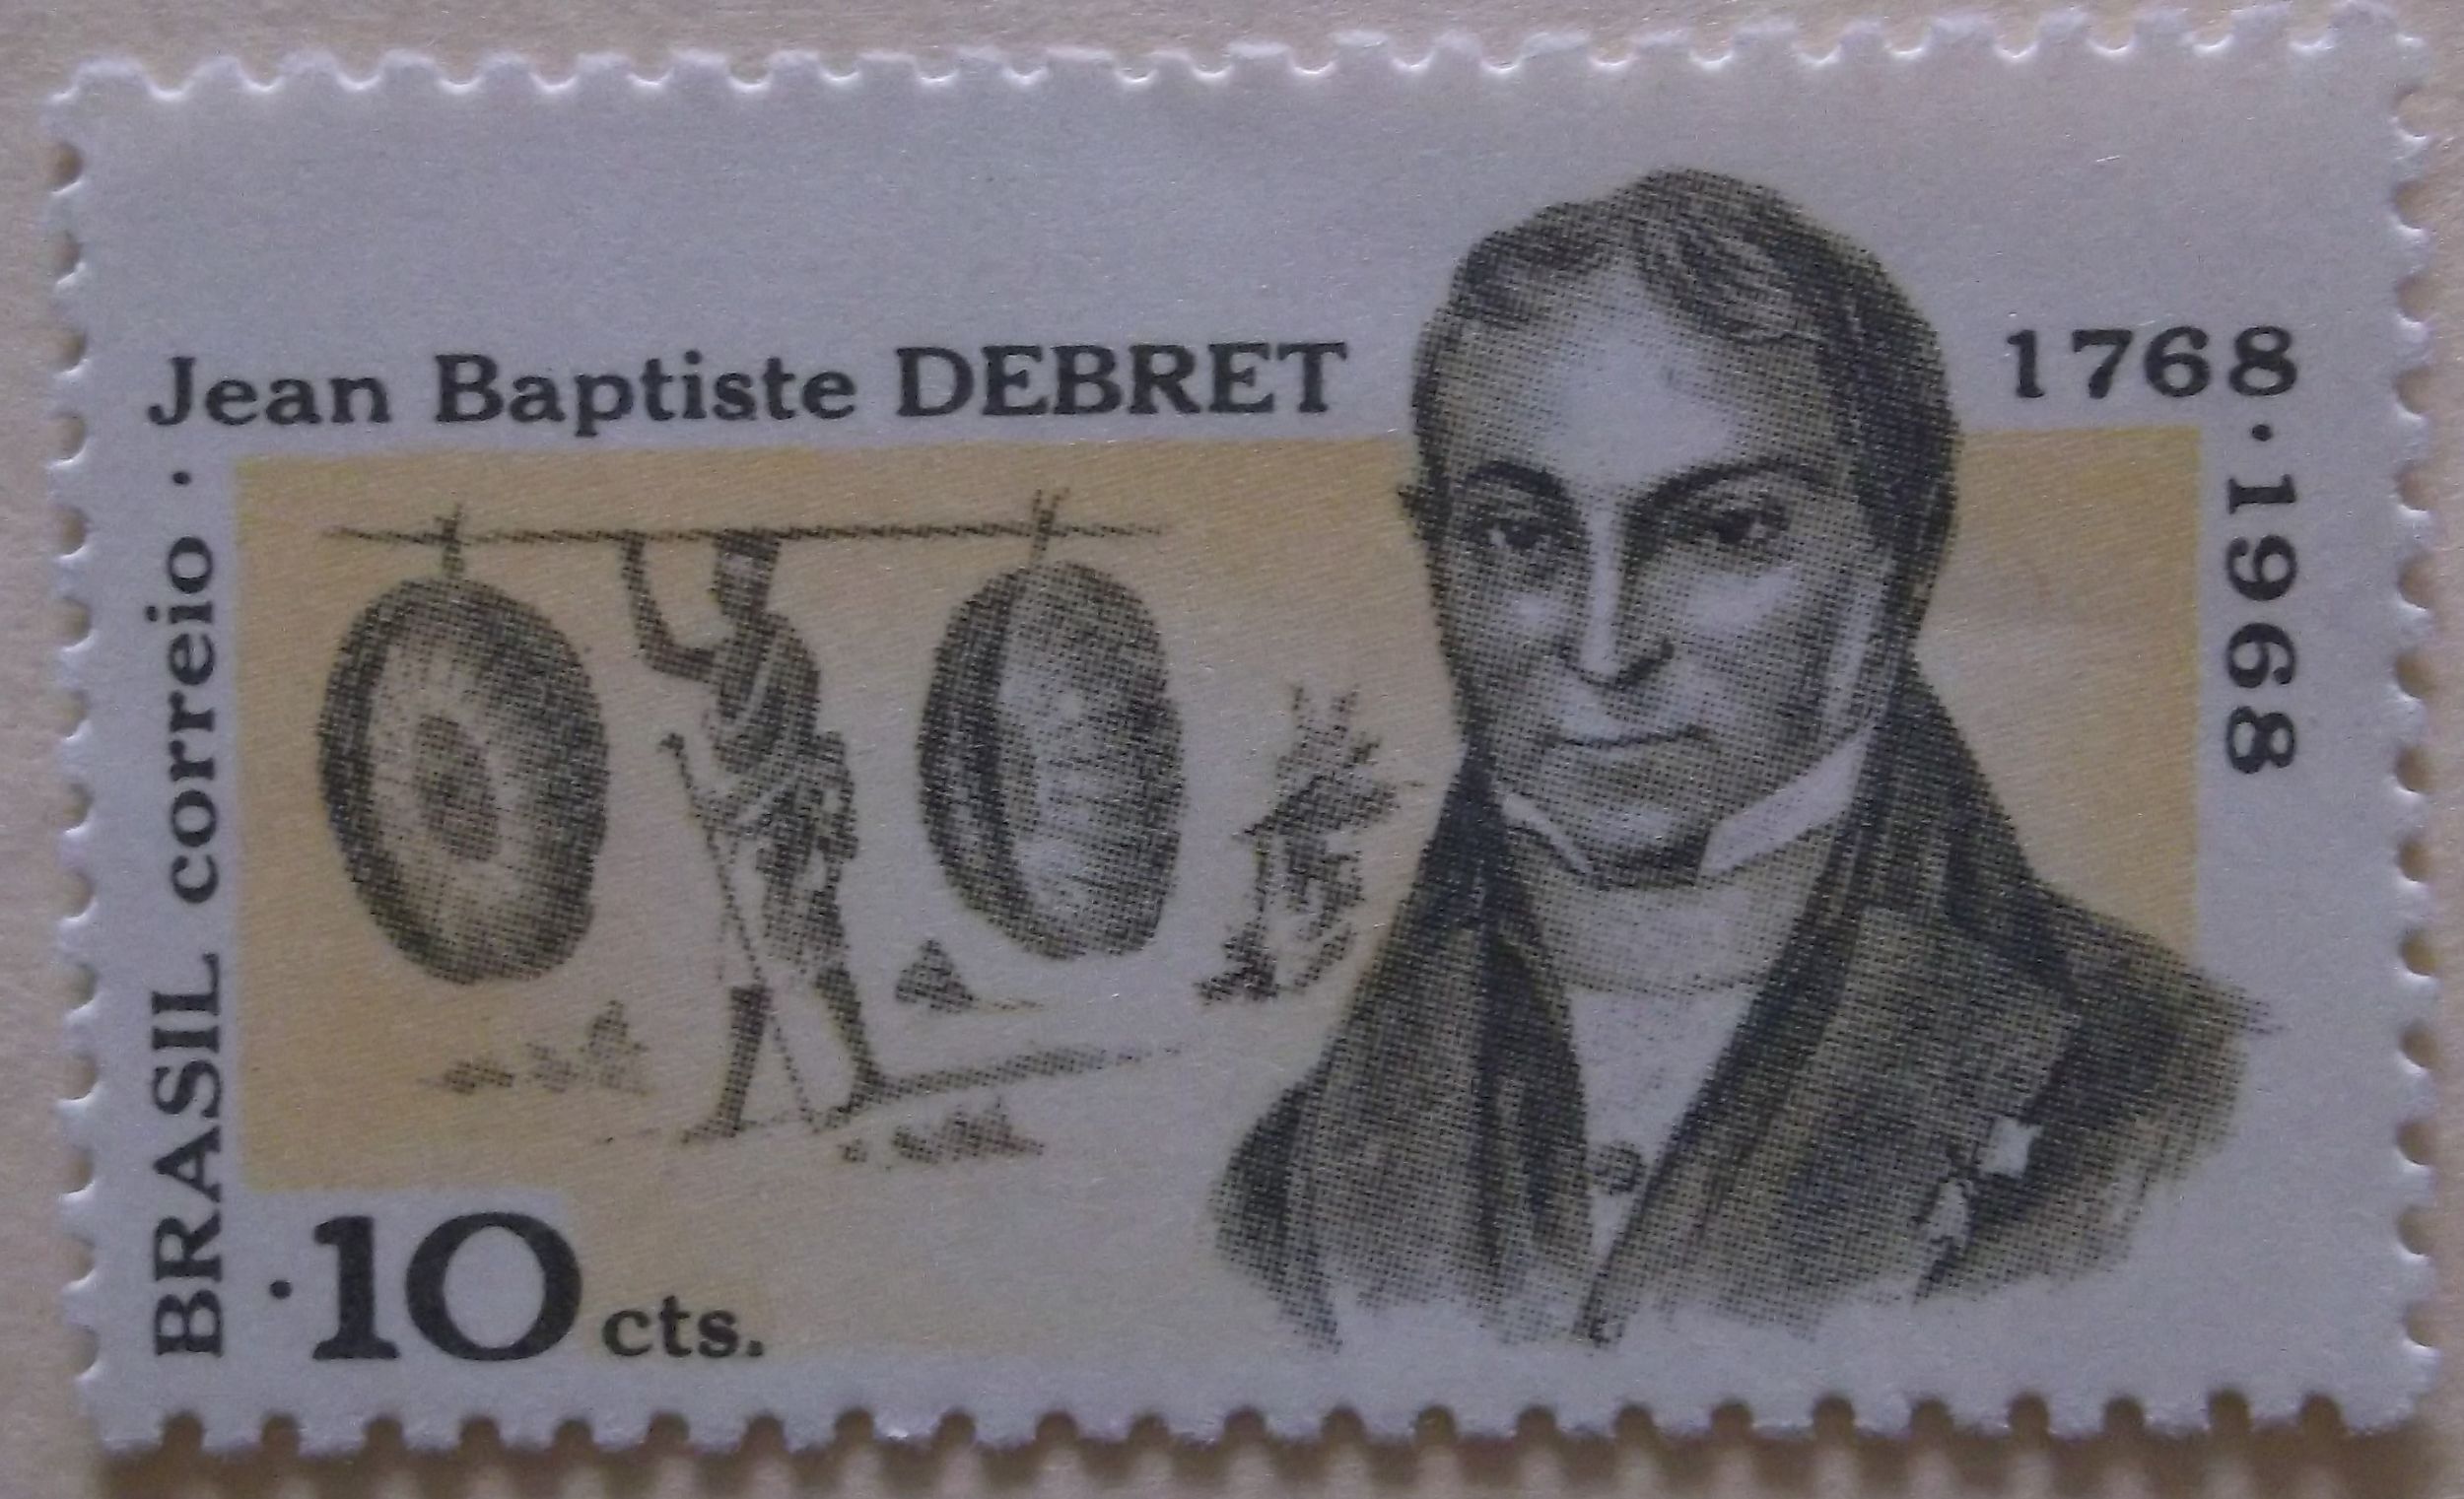 Jean Baptiste DEBRET
1768·1968
BRASIL correio ·
·10 cts.